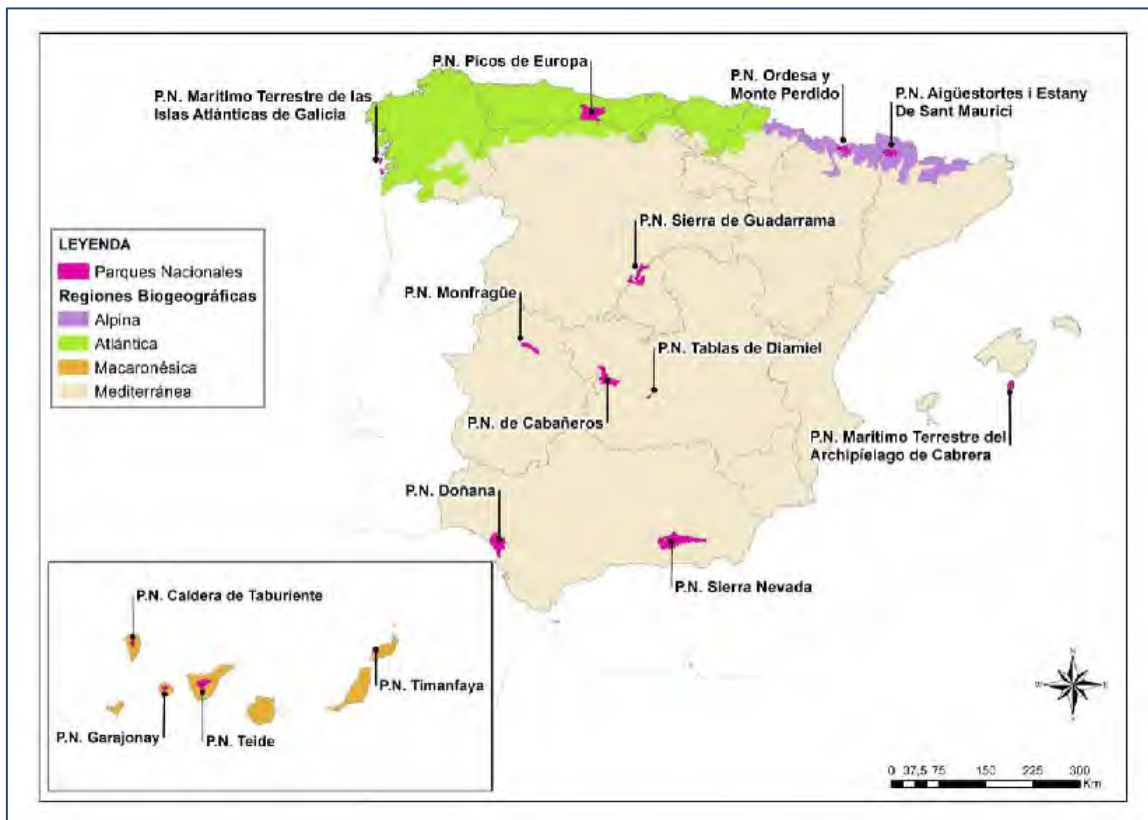 P.N. Picos de Europa
P.N. Ordesa y
Monte Perdido
P.N. Aigüestortes i Estany
De Sant Maurici
P.N. Marítimo Terrestre de las
Islas Atlánticas de Galicia
P.N. Sierra de Guadarrama
LEYENDA
Parques Nacionales
Regiones Biogeográficas
Alpina
Atlántica
Macaronésica
Mediterránea
P.N. Monfragüe
P.N. Tablas de Diamiel
P.N. de Cabañeros
P.N. Marítimo Terrestre del
Archipíelago de Cabrera
P.N. Doñana
P.N. Sierra Nevada
P.N. Caldera de Taburiente
P.N. Timanfaya
P.N. Garajonay
P.N. Teide
N
W
E
S
0 37,5 75 150 225 300
Km